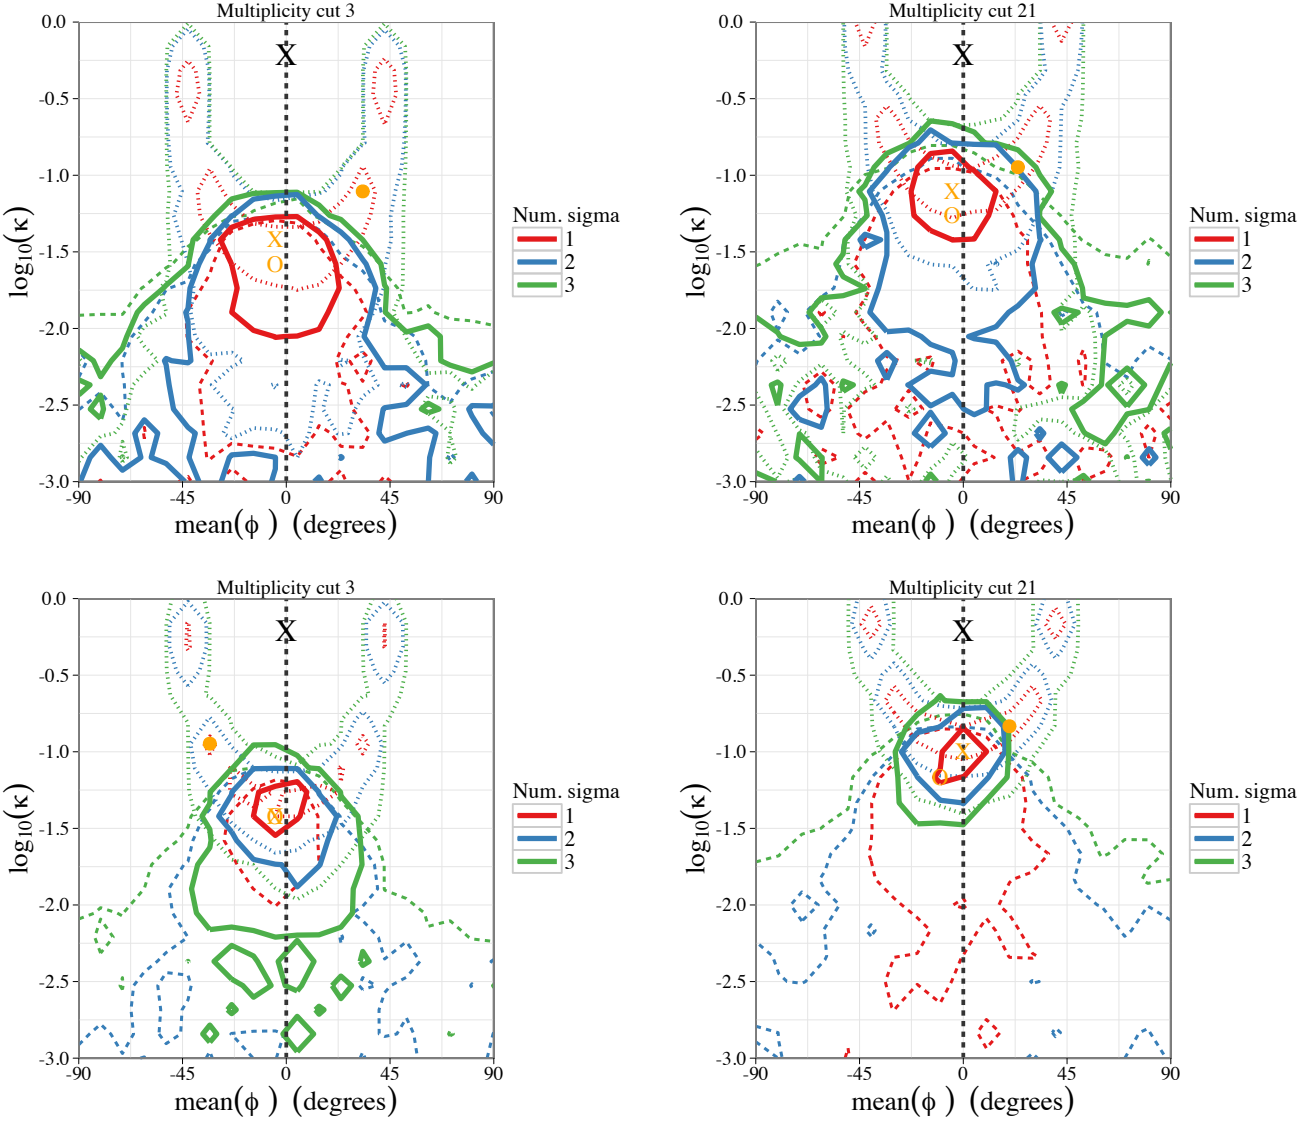 Multiplicity cut 3
0.0
-0.5
-1.0
-1.5
-2.0
-2.5
-3.0
log10(κ)
X
X
O
-90
-45
0
45
90
mean(ϕ ) (degrees)
Num. sigma
1
2
3
Multiplicity cut 21
0.0
-0.5
-1.0
-1.5
-2.0
-2.5
-3.0
log10(κ)
X
X
O
-90
-45
0
45
90
mean(ϕ ) (degrees)
Num. sigma
1
2
3
Multiplicity cut 3
0.0
-0.5
-1.0
-1.5
-2.0
-2.5
-3.0
log10(κ)
X
X
O
-90
-45
0
45
90
mean(ϕ ) (degrees)
Num. sigma
1
2
3
Multiplicity cut 21
0.0
-0.5
-1.0
-1.5
-2.0
-2.5
-3.0
log10(κ)
X
X
O
-90
-45
0
45
90
mean(ϕ ) (degrees)
Num. sigma
1
2
3